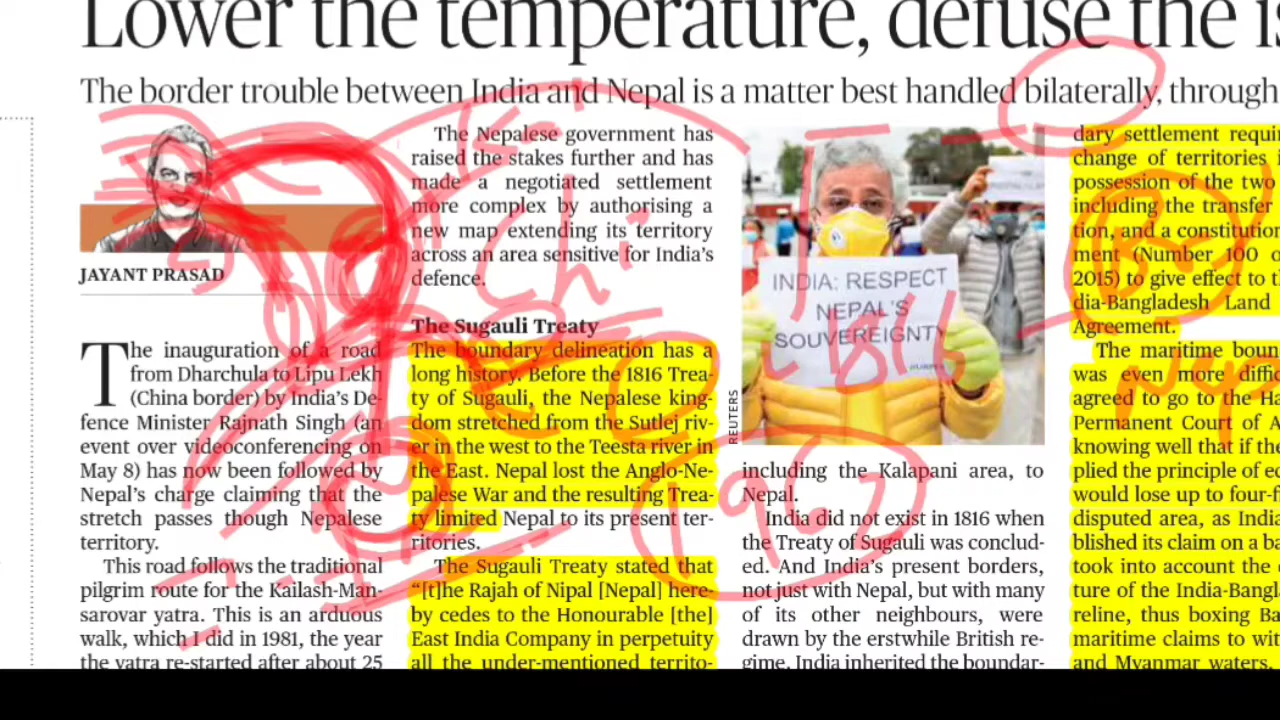 Lower the temperature, defuse the is
The border trouble between India and Nepal is a matter best handled bilaterally, through
JAYANT PRASAD
The inauguration of a road
from Dharchula to Lipu Lekh
(China border) by India's De-
fence Minister Rajnath Singh (an
event over videoconferencing on
May 8) has now been followed by
Nepal's charge claiming that the
stretch passes though Nepalese
territory.
This road follows the traditional
pilgrim route for the Kailash-Man-
sarovar yatra. This is an arduous
walk, which I did in 1981, the year
the yatra re-started after about 25
The Nepalese government has
raised the stakes further and has
made a negotiated settlement
more complex by authorising a
new map extending its territory
across an area sensitive for India's
defence.
The Sugauli Treaty
The boundary delineation has a
long history. Before the 1816 Trea-
ty of Sugauli, the Nepalese king-
dom stretched from the Sutlej riv-
er in the west to the Teesta river in
the East. Nepal lost the Anglo-Ne-
palese War and the resulting Trea-
ty limited Nepal to its present ter-
ritories.
The Sugauli Treaty stated that
"[t]he Rajah of Nipal [Nepal] here-
by cedes to the Honourable [the]
East India Company in perpetuity
all the under-mentioned territo-
INDIA: RESPECT
NEPAL'S
SOUVEREIGNTY
REUTERS
1816
including the Kalapani area, to
Nepal.
India did not exist in 1816 when
the Treaty of Sugauli was conclud-
ed. And India's present borders,
not just with Nepal, but with many
of its other neighbours, were
drawn by the erstwhile British re-
gime. India inherited the boundar-
dary settlement requi
change of territories i
possession of the two
including the transfer
tion, and a constitution
ment (Number 100 o
2015) to give effect to t
dia-Bangladesh Land
Agreement.
The maritime boun
was even more diffic
agreed to go to the Ha
Permanent Court of A
knowing well that if the
plied the principle of e
would lose up to four-f
disputed area, as India
blished its claim on a ba
took into account the
ture of the India-Bangl
reline, thus boxing Ba
maritime claims to wit
and Myanmar waters.